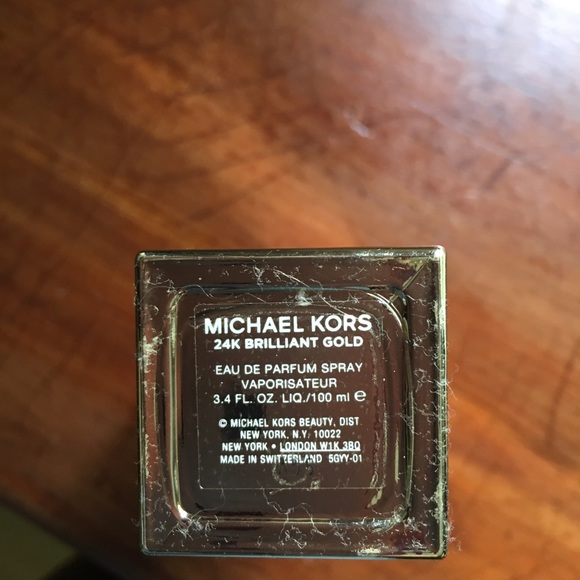 MICHAEL KORS
24K BRILLIANT GOLD
EAU DE PARFUM SPRAY
VAPORISATEUR
3.4 FL. OZ. LIQ./100 ml ℮
© MICHAEL KORS BEAUTY, DIST.
NEW YORK, N.Y. 10022
NEW YORK • LONDON W1K 3BQ
MADE IN SWITZERLAND 5GYY-01